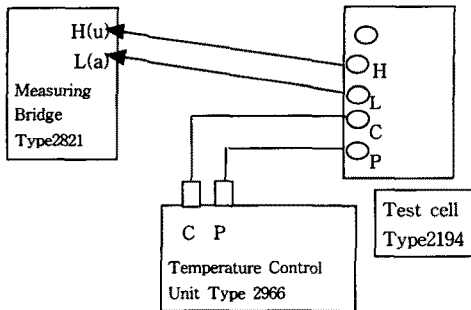 H(u)
L(a)
Measuring
Bridge
Type2821
H
L
C
P
C P
Temperature Control
Unit Type 2966
Test cell
Type2194